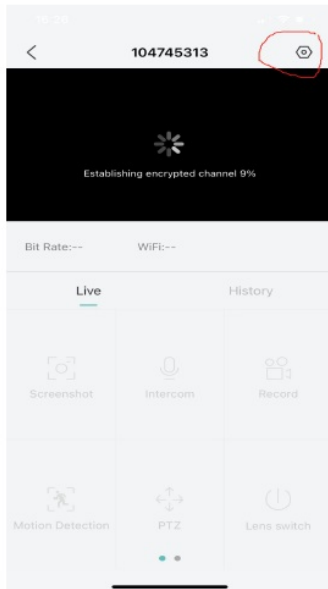 104745313
Establishing encrypted channel 9%
Bit Rate:-- WiFi:--
Live History
Screenshot Intercom Record
Motion Detection PTZ Lens switch